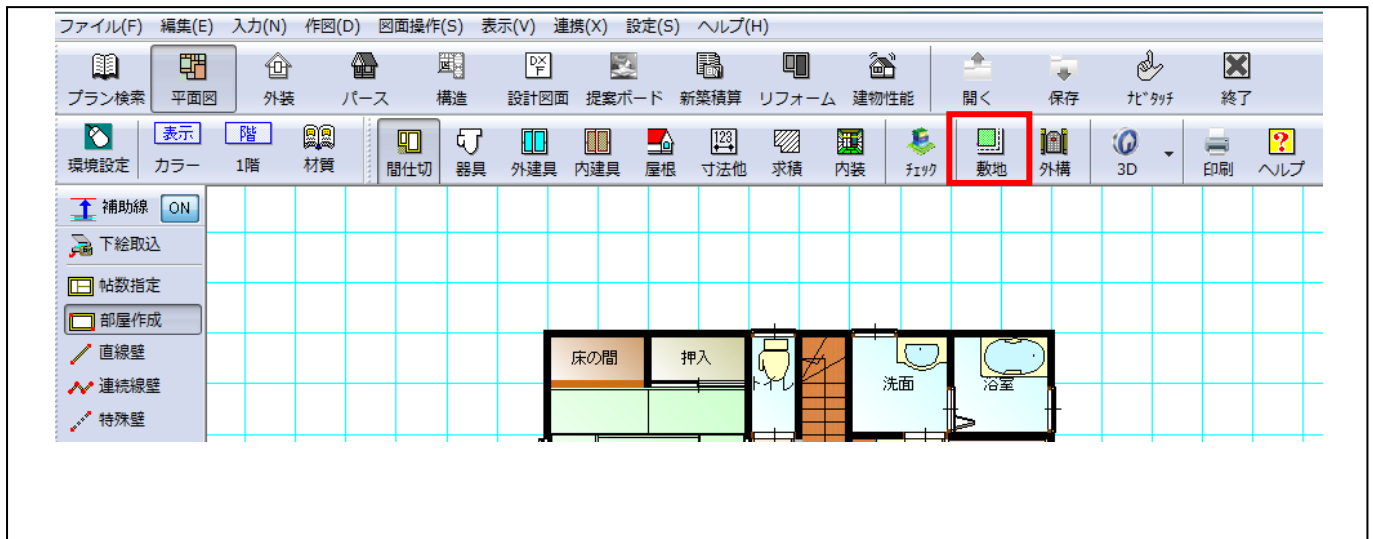 ファイル(F) 編集(E) 入力(N) 作図(D) 図面操作(S) 表示(V) 連携(X) 設定(S) ヘルプ(H)
DX
F
プラン検索 平面図 外装 パース 構造 設計図面 提案ボード 新築積算 リフォーム 建物性能 開く 保存 ﾅﾋﾞﾀｯﾁ 終了
表示 階 123 ?
環境設定 カラー 1階 材質 間仕切 器具 外建具 内建具 屋根 寸法他 求積 内装 ﾁｪｯｸ 敷地 外構 3D 印刷 ヘルプ
補助線 ON
下絵取込
帖数指定
部屋作成
直線壁
連続線壁
特殊壁
床の間 押入 トイレ 洗面 浴室